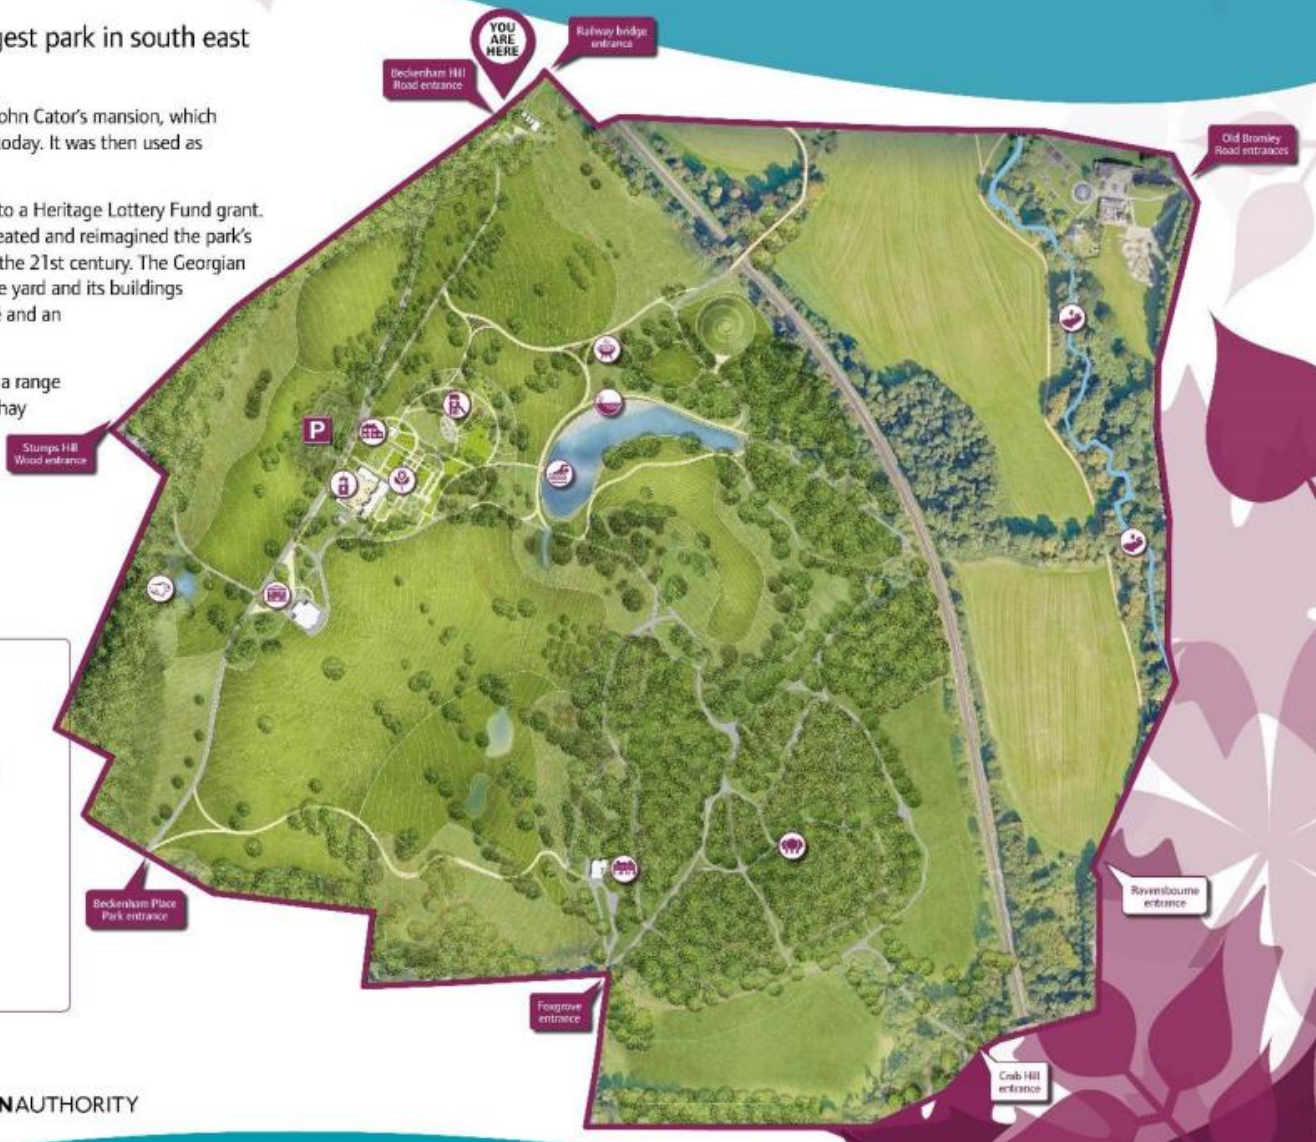 gest park in south east
ohn Cator's mansion, which
today. It was then used as
to a Heritage Lottery Fund grant.
eated and reimagined the park's
the 21st century. The Georgian
e yard and its buildings
and an
a range
hay
YOU
ARE
HERE
Railway bridge
entrance
Beckenham Hill
Road entrance
Old Bromley
Road entrances
Stumps Hill
Wood entrance
P
Beckenham Place
Park entrance
Ravensbourne
entrance
Foxgrove
entrance
Crab Hill
entrance
NAUTHORITY